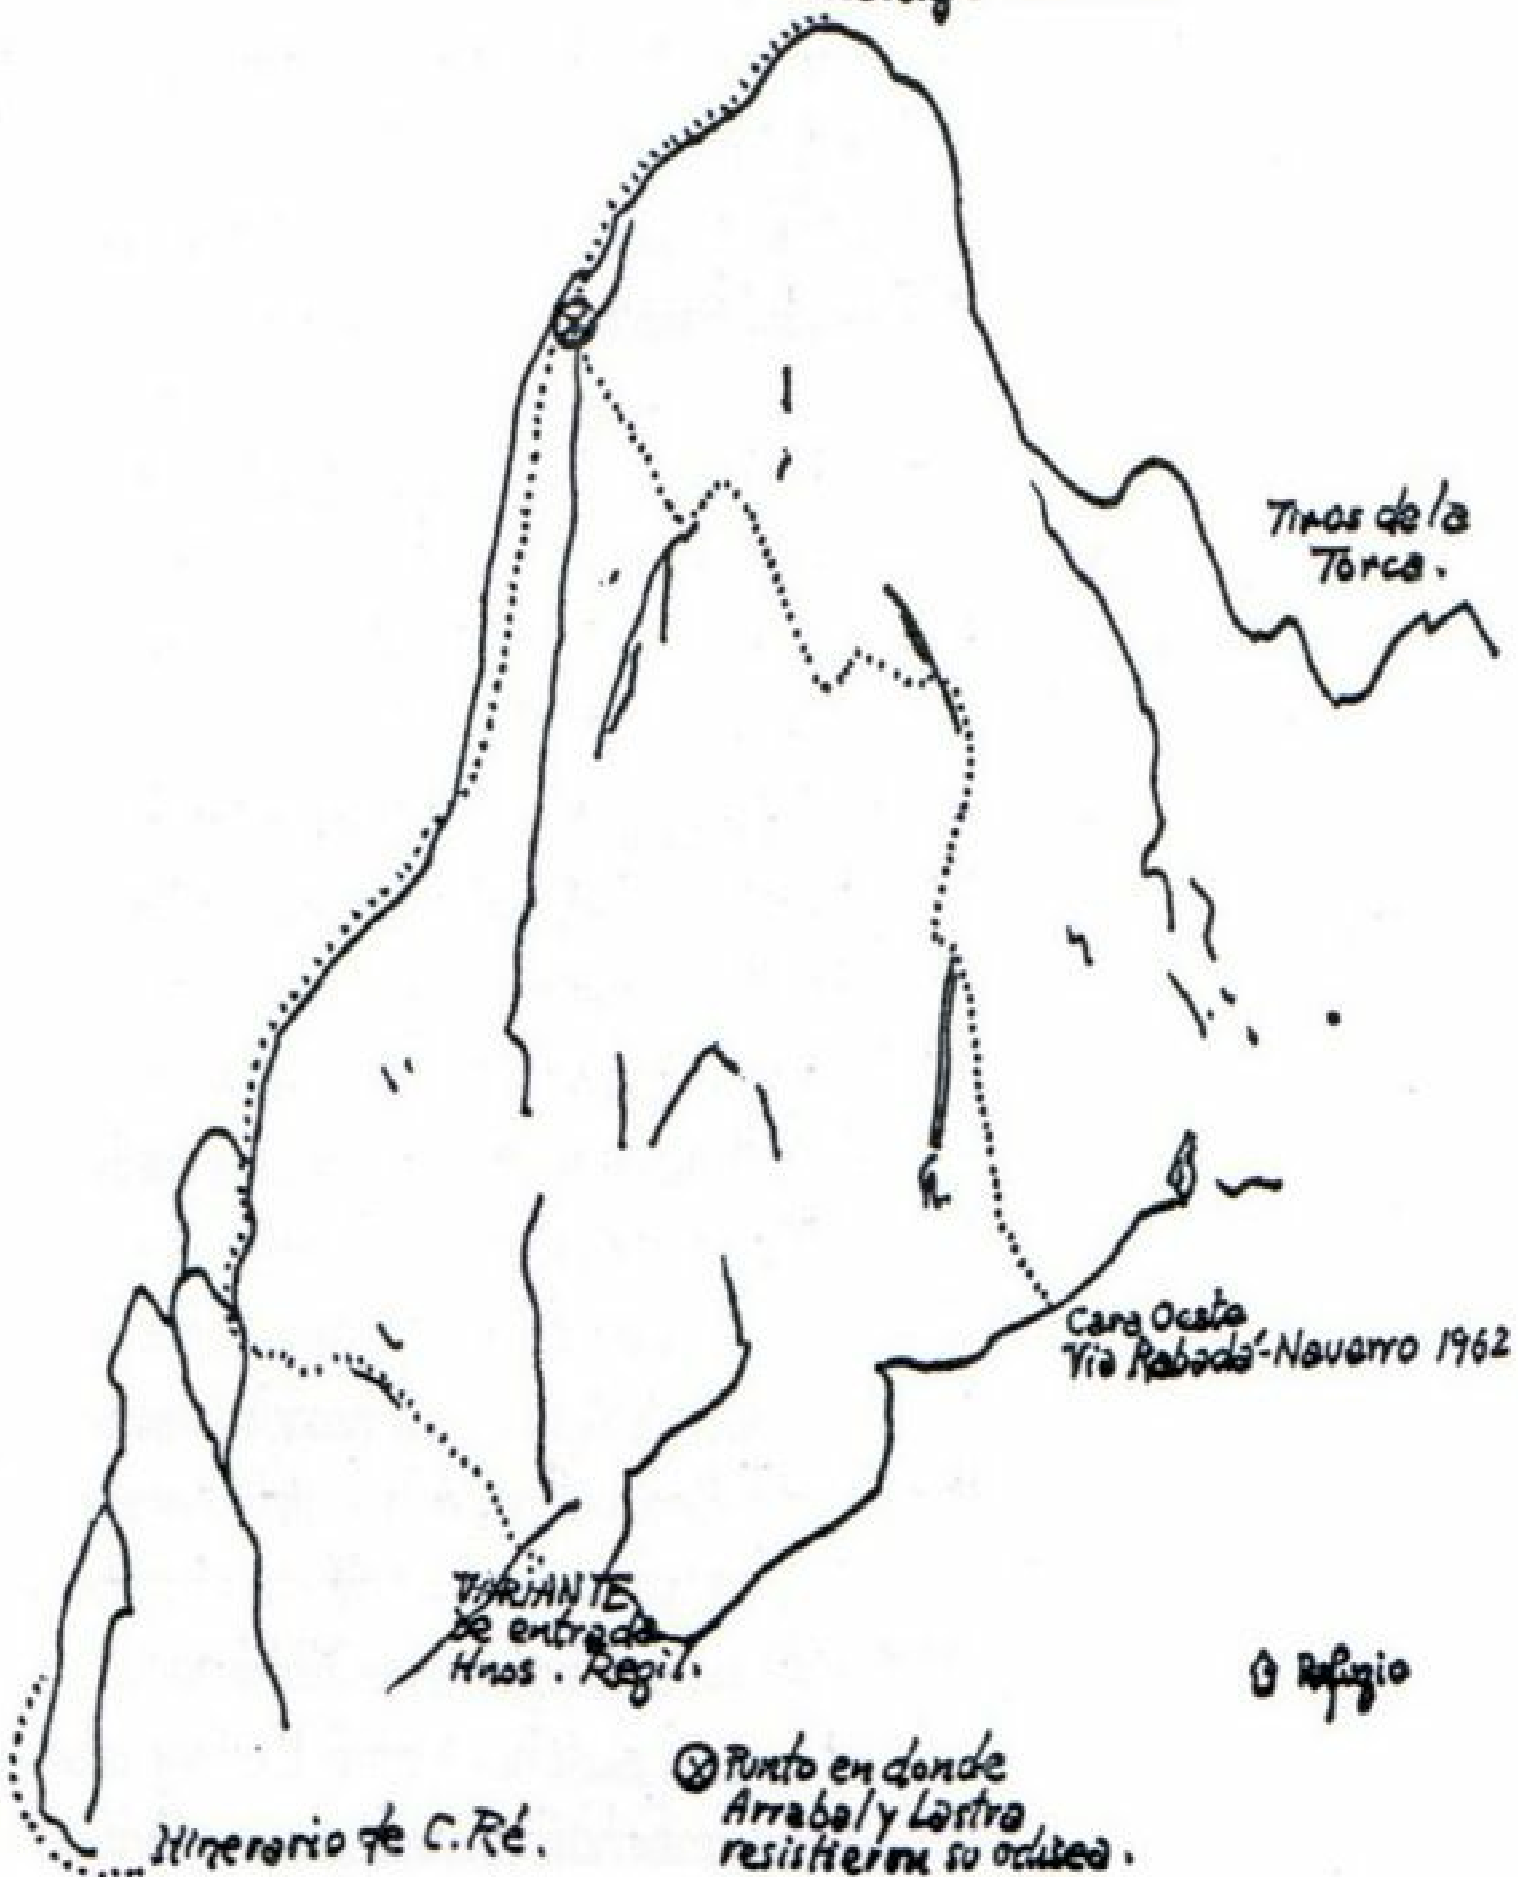 Tiros de la
Torca.
Cara Oeste
Via Rabadá-Navarro 1962
VARIANTE
De entrada
Hnos. Regil.
Refugio
Punto en donde
Arrabal y Lastra
resistieron su odisea.
Itinerario de C. Ré.